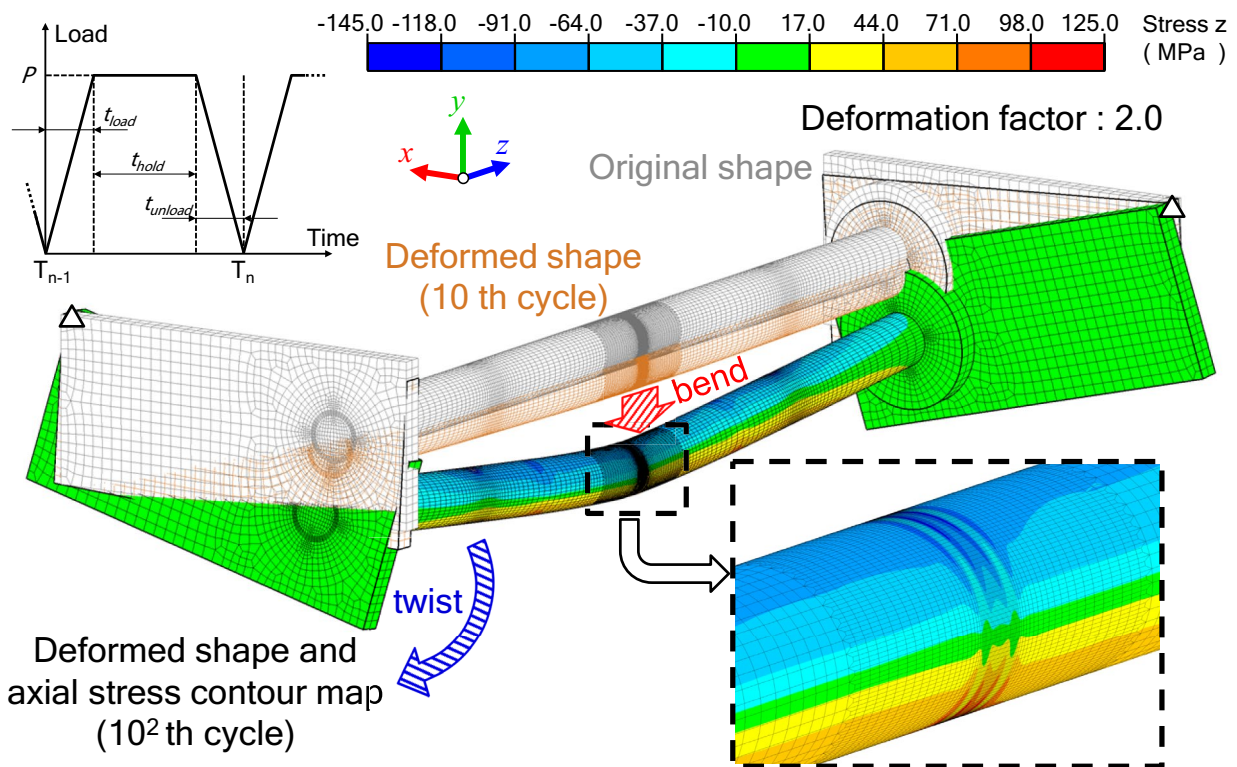 Load
P
t_load
t_hold
t_unload
Time
T_n-1
T_n
-145.0 -118.0 -91.0 -64.0 -37.0 -10.0 17.0 44.0 71.0 98.0 125.0
Stress z
( MPa )
Deformation factor : 2.0
y
x
z
Original shape
Deformed shape
(10 th cycle)
bend
twist
Deformed shape and
axial stress contour map
(10² th cycle)